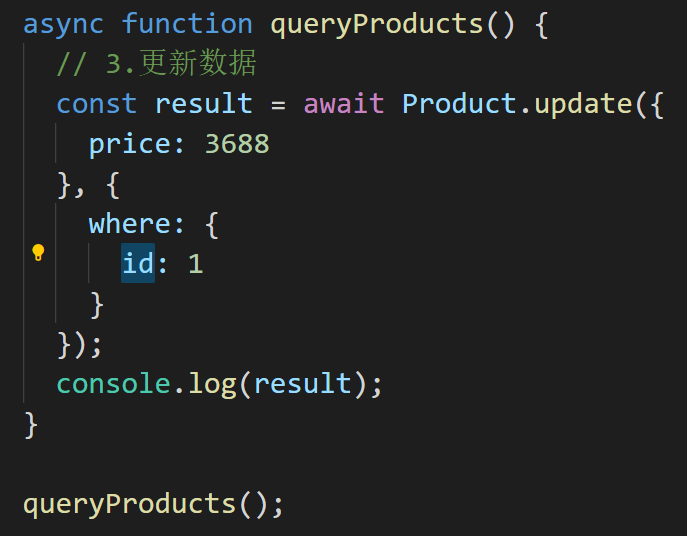 async function queryProducts() {
  // 3.更新数据
  const result = await Product.update({
    price: 3688
  }, {
    where: {
      id: 1
    }
  });
  console.log(result);
}
queryProducts();